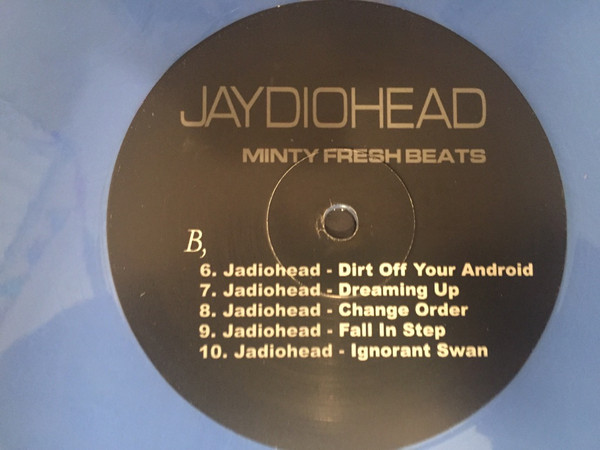 JAYDIOHEAD
MINTY FRESH BEATS
B,
6. Jadiohead - Dirt Off Your Android
7. Jadiohead - Dreaming Up
8. Jadiohead - Change Order
9. Jadiohead - Fall In Step
10. Jadiohead - Ignorant Swan